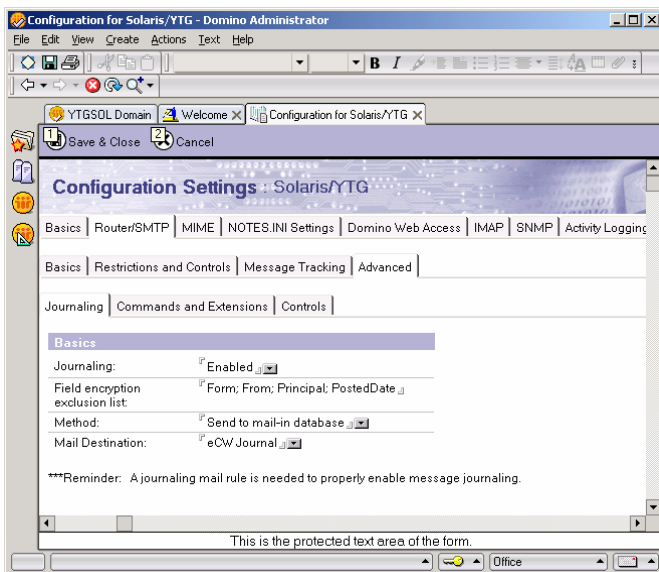 Configuration for Solaris/YTG - Domino Administrator
File Edit View Create Actions Text Help
B I
YTGSOL Domain Welcome Configuration for Solaris/YTG
1 Save & Close 2 Cancel
Configuration Settings : Solaris/YTG
Basics Router/SMTP MIME NOTES.INI Settings Domino Web Access IMAP SNMP Activity Logging
Basics Restrictions and Controls Message Tracking Advanced
Journaling Commands and Extensions Controls
Basics
Journaling: Enabled
Field encryption exclusion list: Form; From; Principal; PostedDate
Method: Send to mail-in database
Mail Destination: eCW Journal
***Reminder: A journaling mail rule is needed to properly enable message journaling.
This is the protected text area of the form.
Office